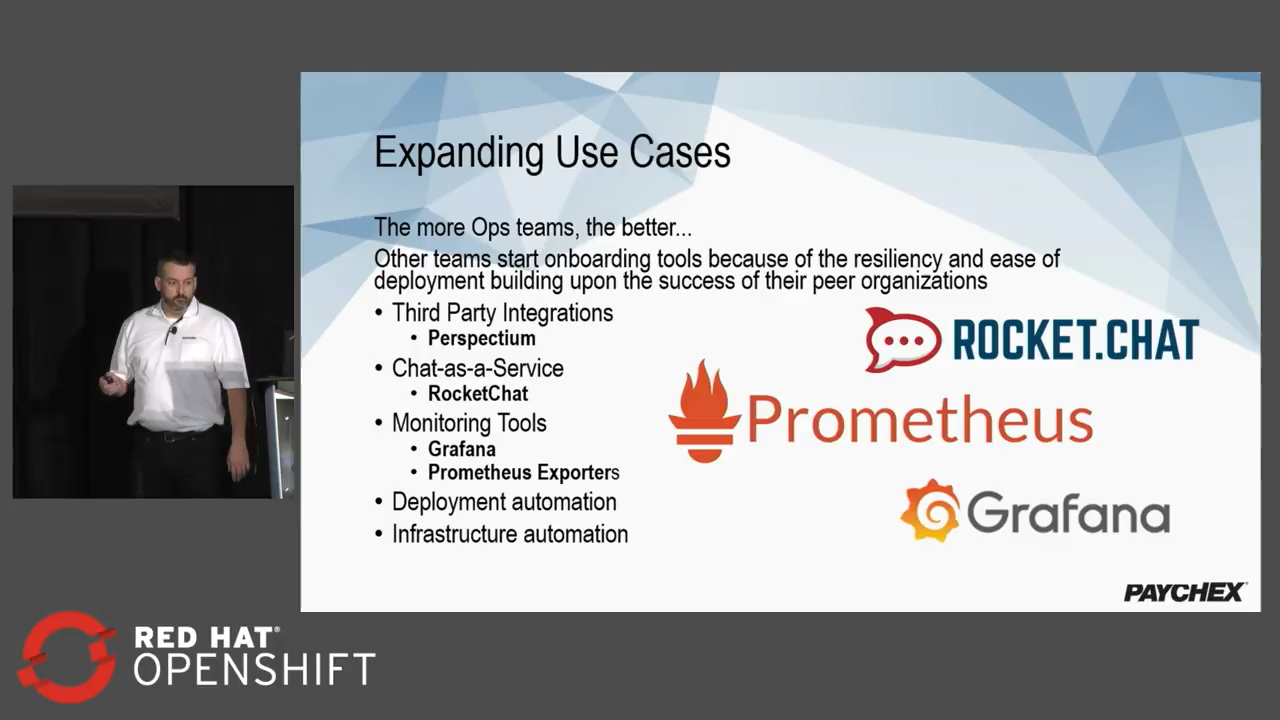 Expanding Use Cases
The more Ops teams, the better...
Other teams start onboarding tools because of the resiliency and ease of
deployment building upon the success of their peer organizations
• Third Party Integrations
• Perspectium
• Chat-as-a-Service
• RocketChat
• Monitoring Tools
• Grafana
• Prometheus Exporters
• Deployment automation
• Infrastructure automation
ROCKET.CHAT
Prometheus
Grafana
PAYCHEX®
RED HAT®
OPENSHIFT